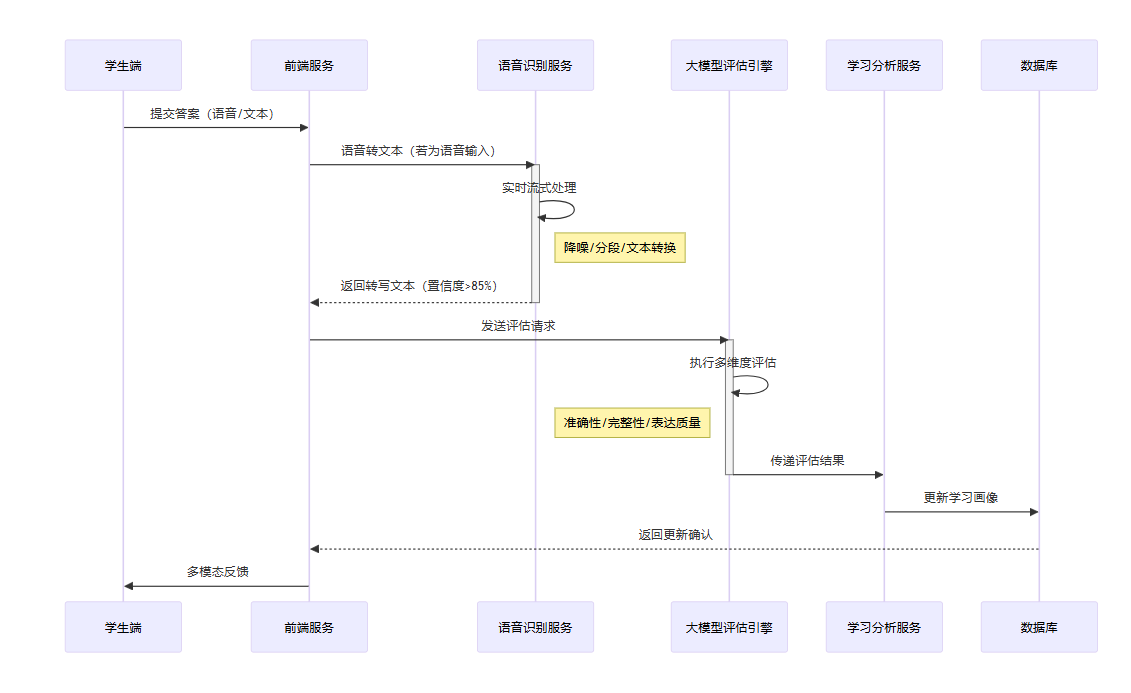 学生端
前端服务
语音识别服务
大模型评估引擎
学习分析服务
数据库
提交答案（语音/文本）
语音转文本（若为语音输入）
实时流式处理
降噪/分段/文本转换
返回转写文本（置信度>85%）
发送评估请求
执行多维度评估
准确性/完整性/表达质量
传递评估结果
更新学习画像
返回更新确认
多模态反馈
学生端
前端服务
语音识别服务
大模型评估引擎
学习分析服务
数据库